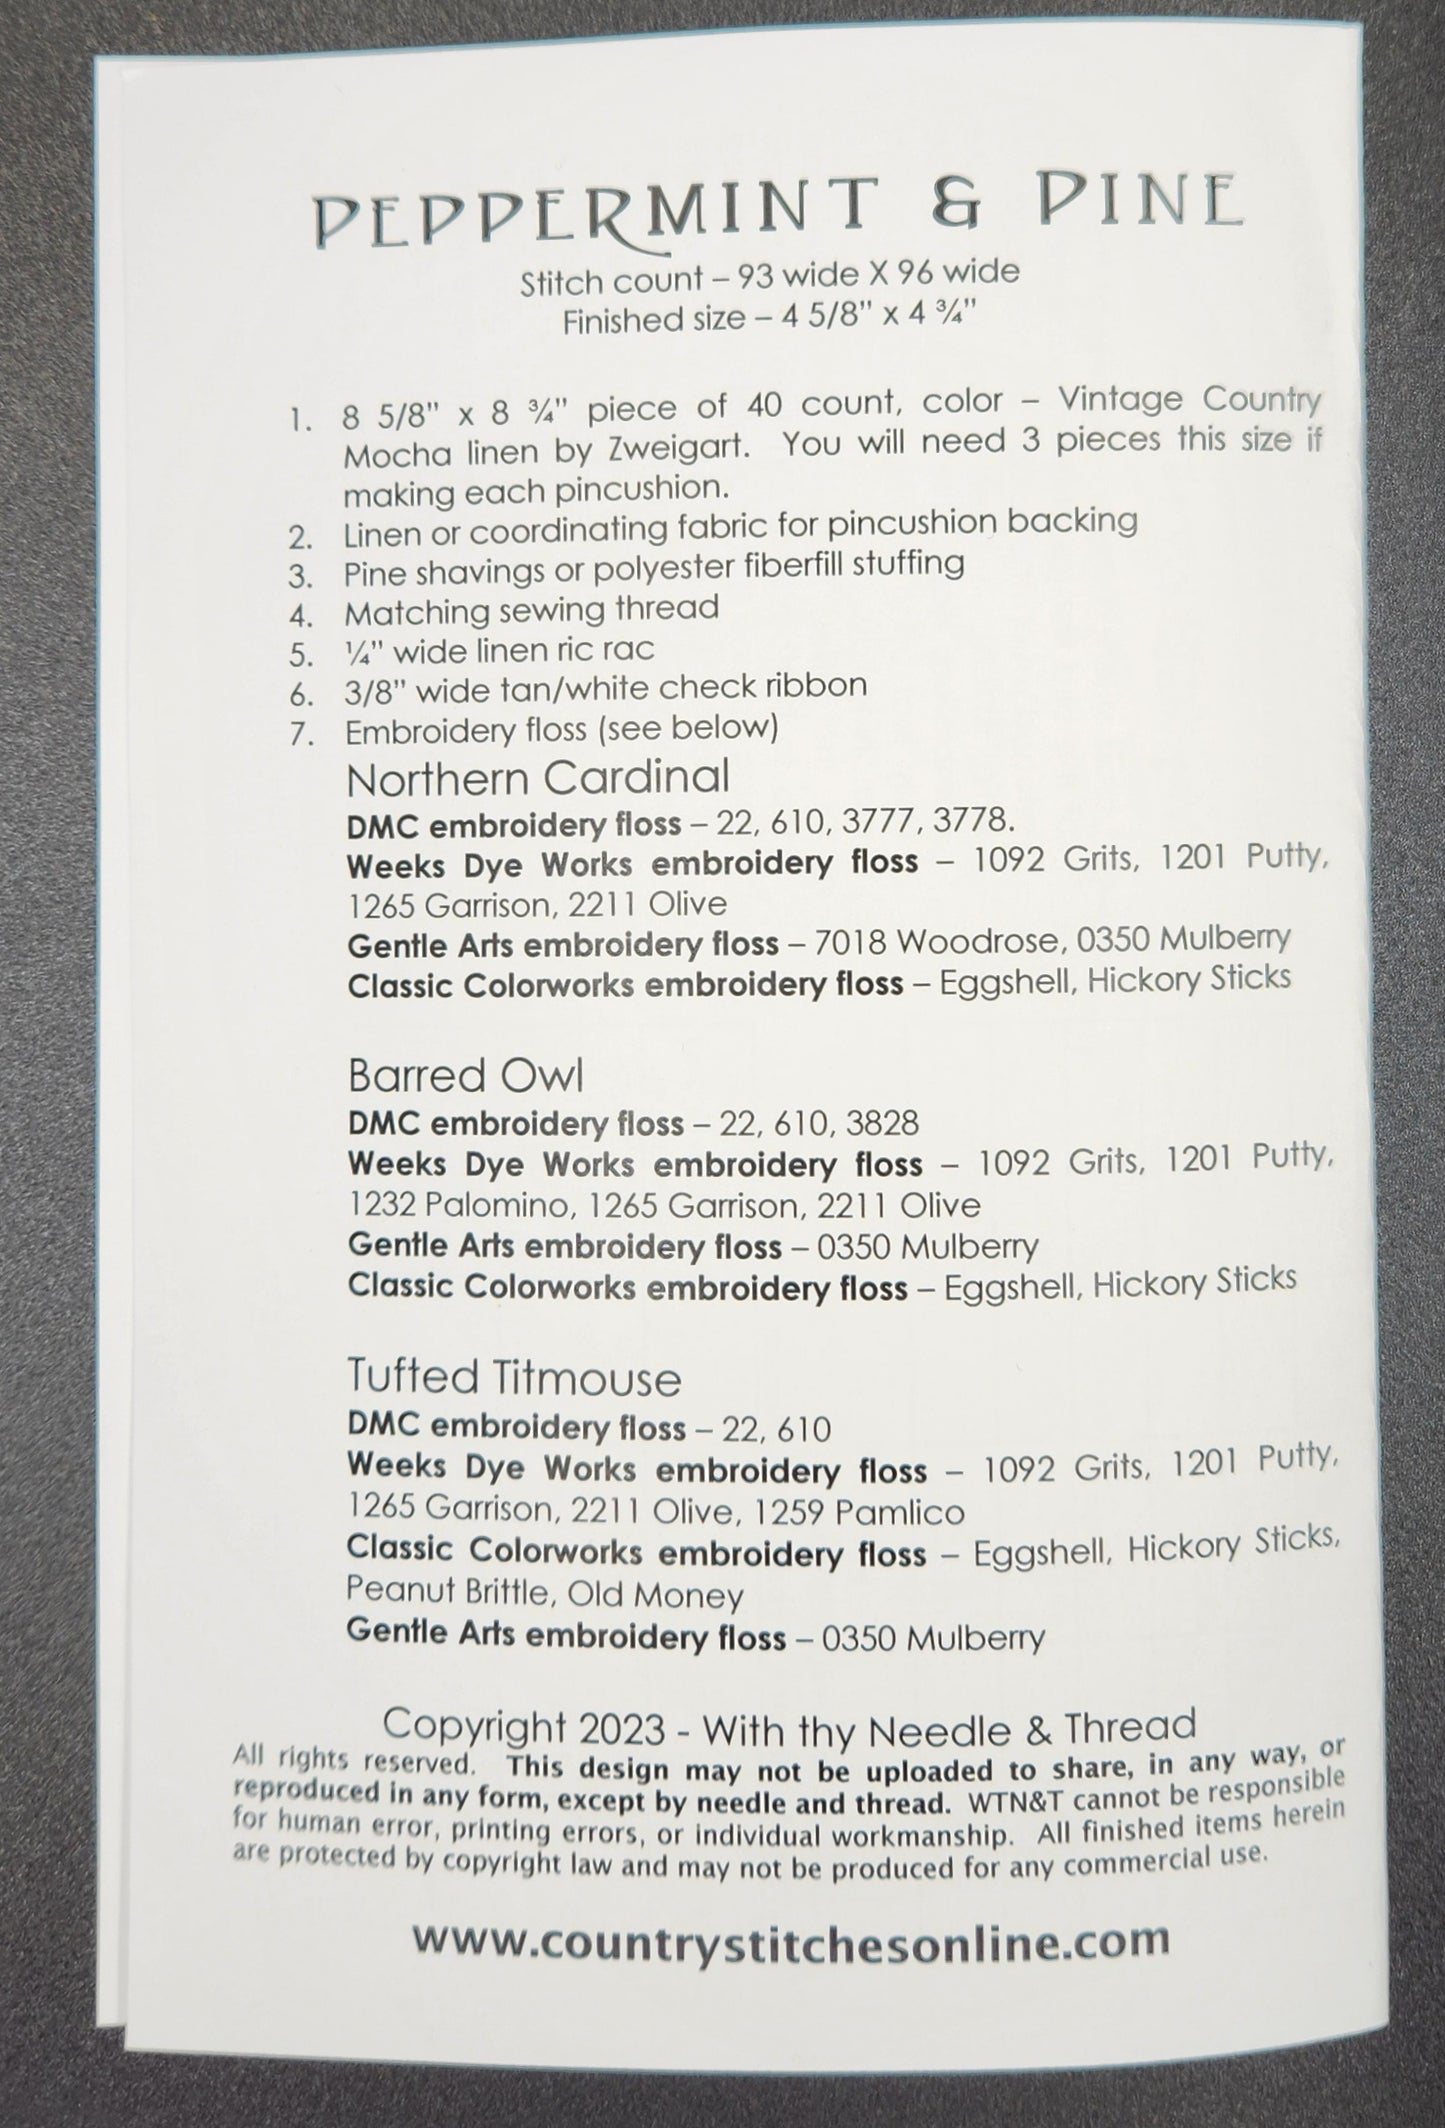 PEPPERMINT & PINE
Stitch count – 93 wide X 96 wide
Finished size – 4 5/8" x 4 ¾"
1. 8 5/8" x 8 ¾" piece of 40 count, color – Vintage Country
Mocha linen by Zweigart. You will need 3 pieces this size if
making each pincushion.
2. Linen or coordinating fabric for pincushion backing
3. Pine shavings or polyester fiberfill stuffing
4. Matching sewing thread
5. ¼" wide linen ric rac
6. 3/8" wide tan/white check ribbon
7. Embroidery floss (see below)
Northern Cardinal
DMC embroidery floss – 22, 610, 3777, 3778.
Weeks Dye Works embroidery floss – 1092 Grits, 1201 Putty,
1265 Garrison, 2211 Olive
Gentle Arts embroidery floss – 7018 Woodrose, 0350 Mulberry
Classic Colorworks embroidery floss – Eggshell, Hickory Sticks
Barred Owl
DMC embroidery floss – 22, 610, 3828
Weeks Dye Works embroidery floss – 1092 Grits, 1201 Putty,
1232 Palomino, 1265 Garrison, 2211 Olive
Gentle Arts embroidery floss – 0350 Mulberry
Classic Colorworks embroidery floss – Eggshell, Hickory Sticks
Tufted Titmouse
DMC embroidery floss – 22, 610
Weeks Dye Works embroidery floss – 1092 Grits, 1201 Putty,
1265 Garrison, 2211 Olive, 1259 Pamlico
Classic Colorworks embroidery floss – Eggshell, Hickory Sticks,
Peanut Brittle, Old Money
Gentle Arts embroidery floss – 0350 Mulberry
Copyright 2023 - With thy Needle & Thread
All rights reserved. This design may not be uploaded to share, in any way, or
reproduced in any form, except by needle and thread. WTN&T cannot be responsible
for human error, printing errors, or individual workmanship. All finished items herein
are protected by copyright law and may not be produced for any commercial use.
www.countrystitchesonline.com